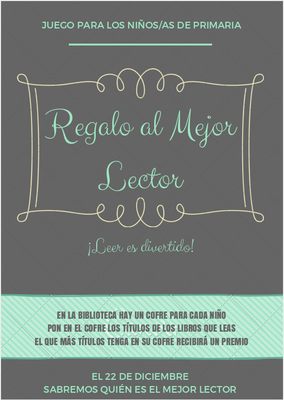 JUEGO PARA LOS NIÑOS/AS DE PRIMARIA
Regalo al Mejor
Lector
¡Leer es divertido!
EN LA BIBLIOTECA HAY UN COFRE PARA CADA NIÑO
PON EN EL COFRE LOS TÍTULOS DE LOS LIBROS QUE LEAS
EL QUE MÁS TÍTULOS TENGA EN SU COFRE RECIBIRÁ UN PREMIO
EL 22 DE DICIEMBRE
SABREMOS QUIÉN ES EL MEJOR LECTOR